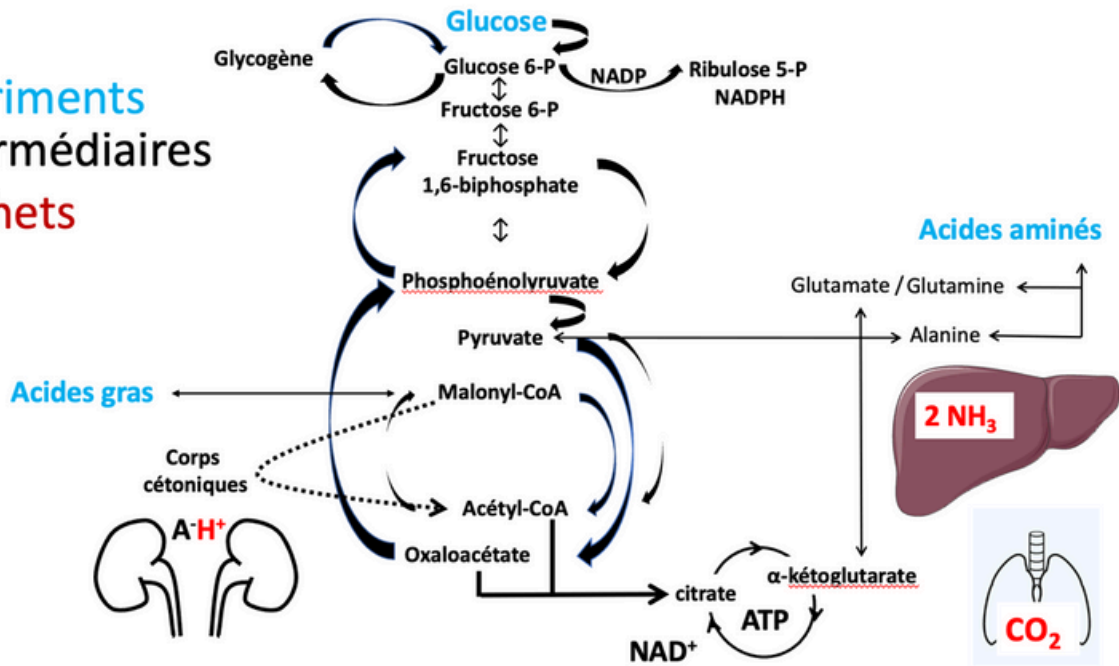 Glucose
Glycogène
Glucose 6-P
NADP
Ribulose 5-P
NADPH
Fructose 6-P
riments
rmédiaires
nets
Fructose
1,6-biphosphate
Acides aminés
Phosphoénolyruvate
Glutamate / Glutamine
Pyruvate
Alanine
Acides gras
Malonyl-CoA
2 NH₃
Corps
cétoniques
Acétyl-CoA
A⁻H⁺
Oxaloacétate
citrate
α-kétoglutarate
ATP
NAD⁺
CO₂